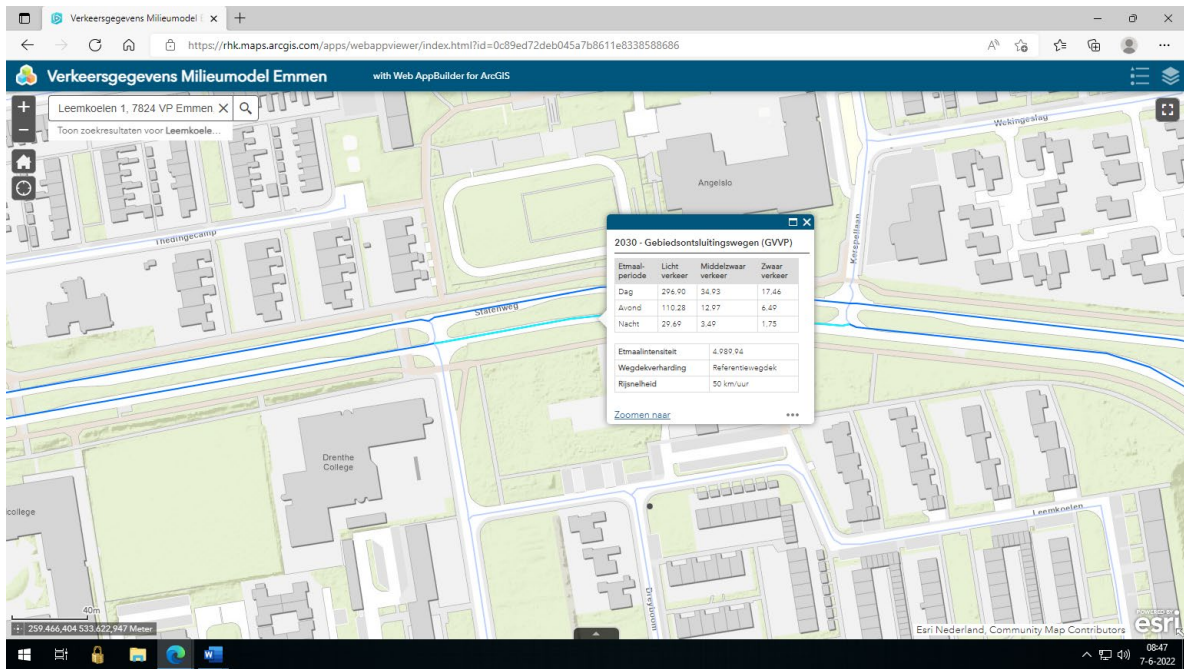 Verkeersgegevens Milieumodel E
https://rhk.maps.arcgis.com/apps/webappviewer/index.html?id=0c89ed72deb045a7b8611e8338588686
Verkeersgegevens Milieumodel Emmen
with Web AppBuilder for ArcGIS
Leemkoelen 1, 7824 VP Emmen
Toon zoekresultaten voor Leemkoele...
Wekingeslag
Angelslo
Kerspellaan
Thedingecamp
Statenweg
2030 - Gebiedsontsluitingswegen (GVVP)
Etmaal-periode Licht verkeer Middelzwaar verkeer Zwaar verkeer
Dag 296,90 34,93 17,46
Avond 110,28 12,97 6,49
Nacht 29,69 3,49 1,75
Etmaalintensiteit 4.989,94
Wegdekverharding Referentiewegdek
Rijsnelheid 50 km/uur
Zoomen naar
Drenthe
College
college
Leemkoelen
Dreyboom
40m
259.466,404 533.622,947 Meter
Esri Nederland, Community Map Contributors
POWERED BY
esri
08:47
7-6-2022